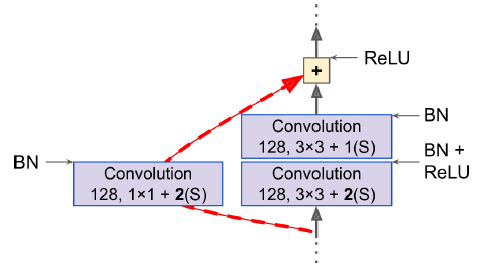 +
ReLU
BN
Convolution
128, 3×3 + 1(S)
BN +
ReLU
BN
Convolution
128, 1×1 + 2(S)
Convolution
128, 3×3 + 2(S)